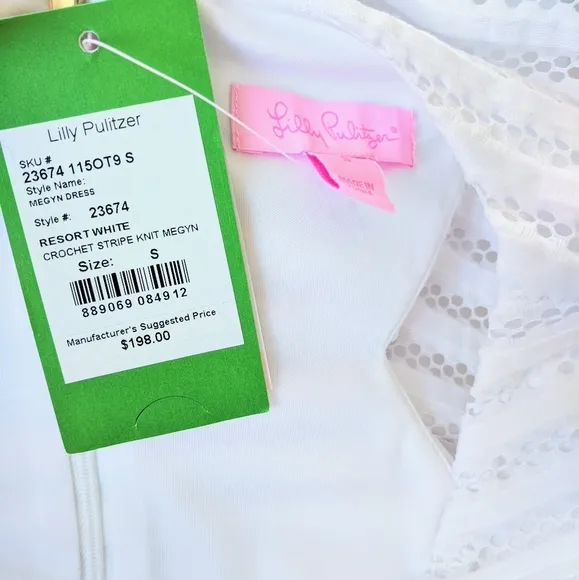 Lilly Pulitzer
SKU #
23674 115OT9 S
Style Name:
MEGYN DRESS
Style #: 23674
RESORT WHITE
CROCHET STRIPE KNIT MEGYN
Size: S
889069 084912
Manufacturer's Suggested Price
$198.00
Lilly Pulitzer
MADE IN